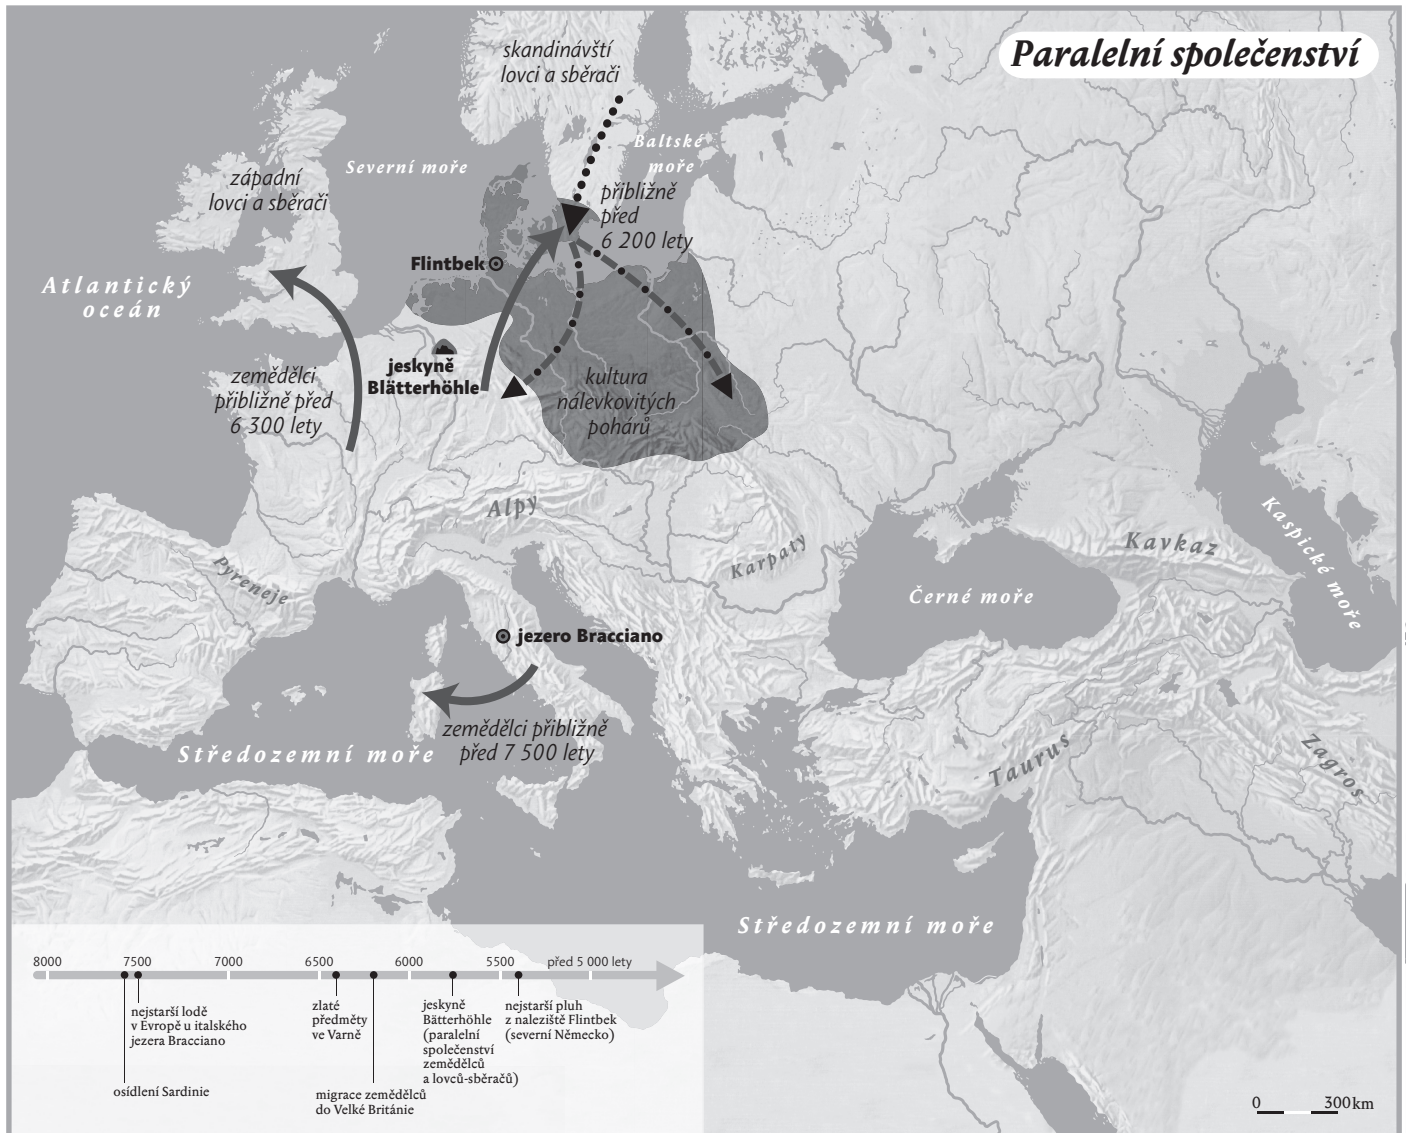 Paralelní společenství
skandinávští
lovci a sběrači
Baltské
moře
Severní moře
západní
lovci a sběrači
přibližně
před
6 200 lety
Flintbek
Atlantický
oceán
jeskyně
Blätterhöhle
zemědělci
přibližně před
6 300 lety
kultura
nálevkovitých
pohárů
Alpy
Karpaty
Pyreneje
Kavkaz
Kaspické moře
Černé moře
jezero Bracciano
zemědělci přibližně
před 7 500 lety
Středozemní moře
Taurus
Zagros
Středozemní moře
8000
7500
7000
6500
6000
5500
před 5 000 lety
nejstarší lodě
v Evropě u italského
jezera Bracciano
osídlení Sardinie
zlaté
předměty
ve Varně
migrace zemědělců
do Velké Británie
jeskyně
Bätterhöhle
(paralelní
společenství
zemědělců
a lovců-sběračů)
nejstarší pluh
z naleziště Flintbek
(severní Německo)
0 300 km